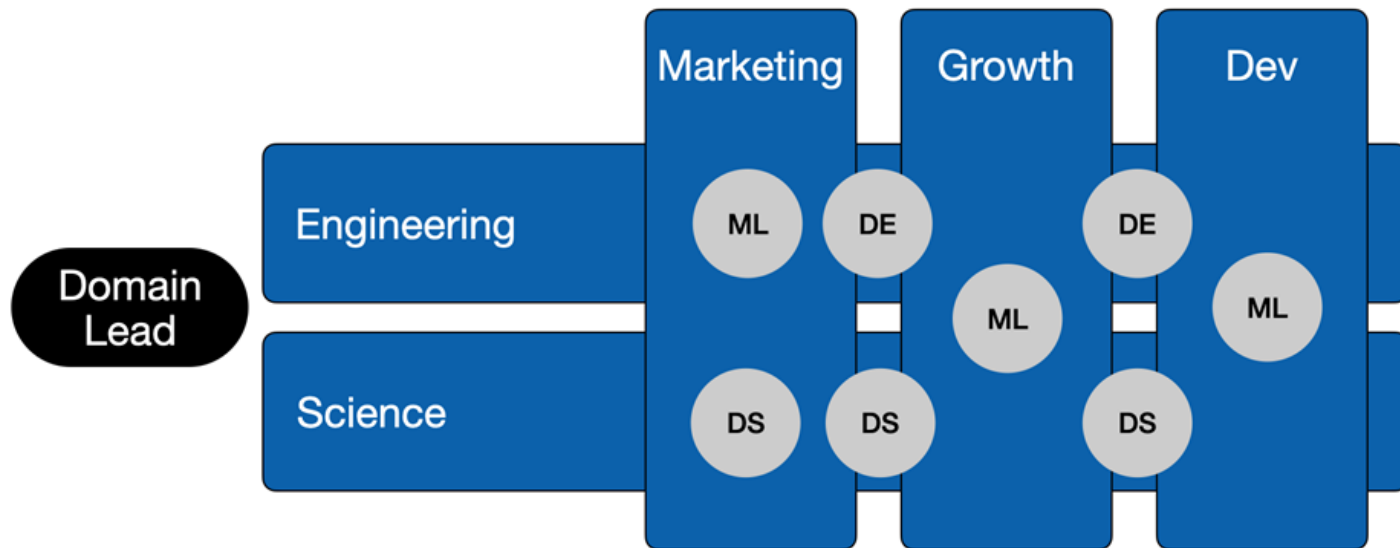 Marketing
Growth
Dev
Engineering
ML
DE
DE
Domain
Lead
ML
ML
Science
DS
DS
DS